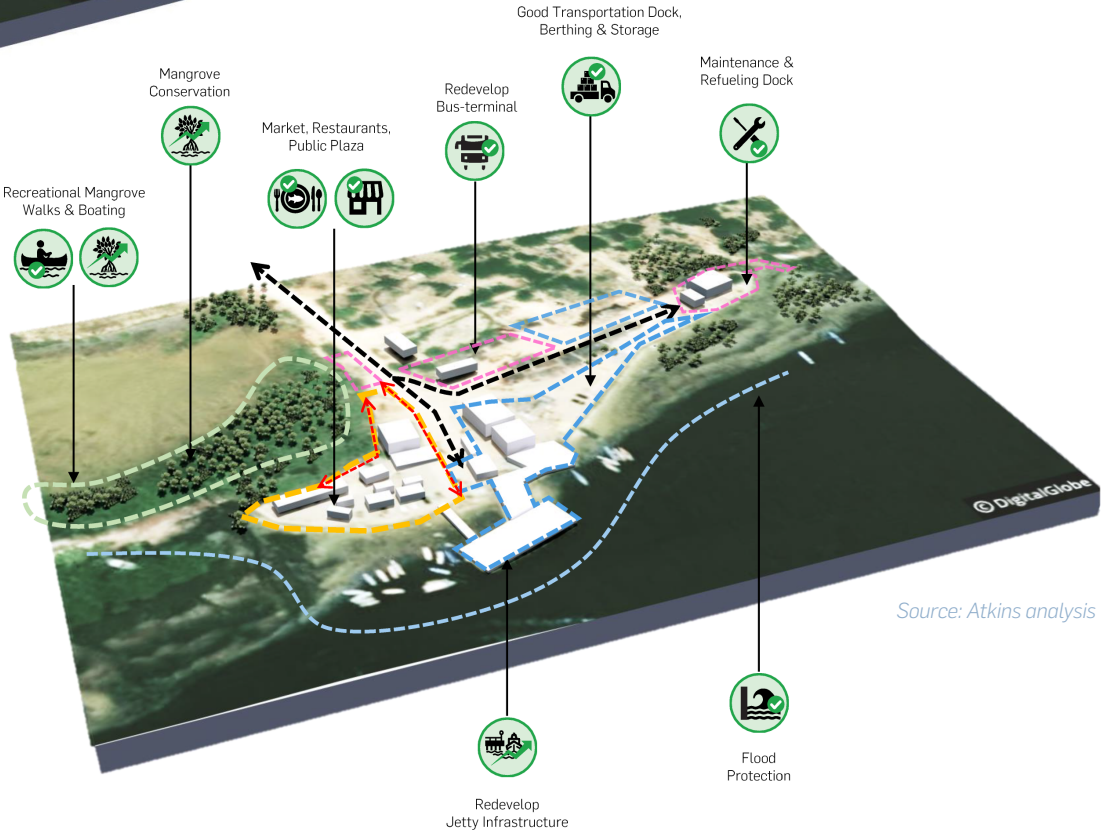 Good Transportation Dock,
Berthing & Storage
Mangrove
Conservation
Maintenance &
Refueling Dock
Redevelop
Bus-terminal
Market, Restaurants,
Public Plaza
Recreational Mangrove
Walks & Boating
© DigitalGlobe
Source: Atkins analysis
Flood
Protection
Redevelop
Jetty Infrastructure